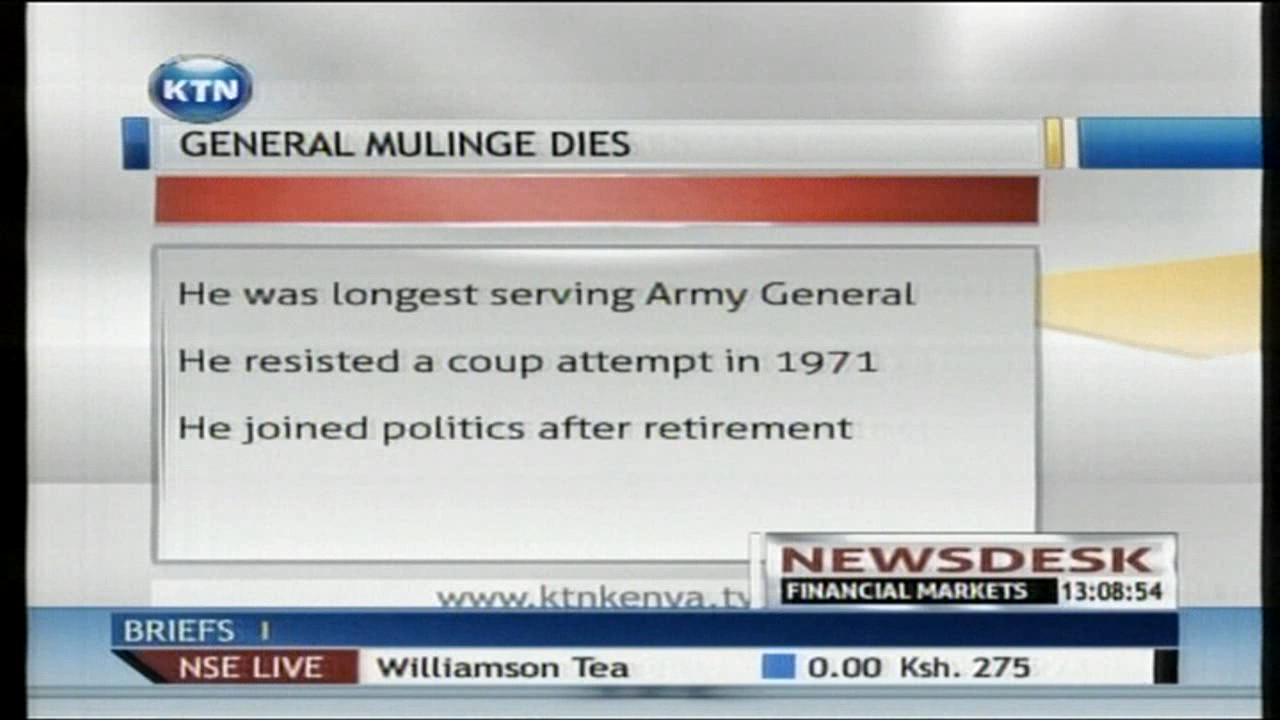 KTN
GENERAL MULINGE DIES
He was longest serving Army General
He resisted a coup attempt in 1971
He joined politics after retirement
NEWSDESK
FINANCIAL MARKETS 13:08:54
www.ktnkenya.tv
BRIEFS
NSE LIVE Williamson Tea 0.00 Ksh. 275